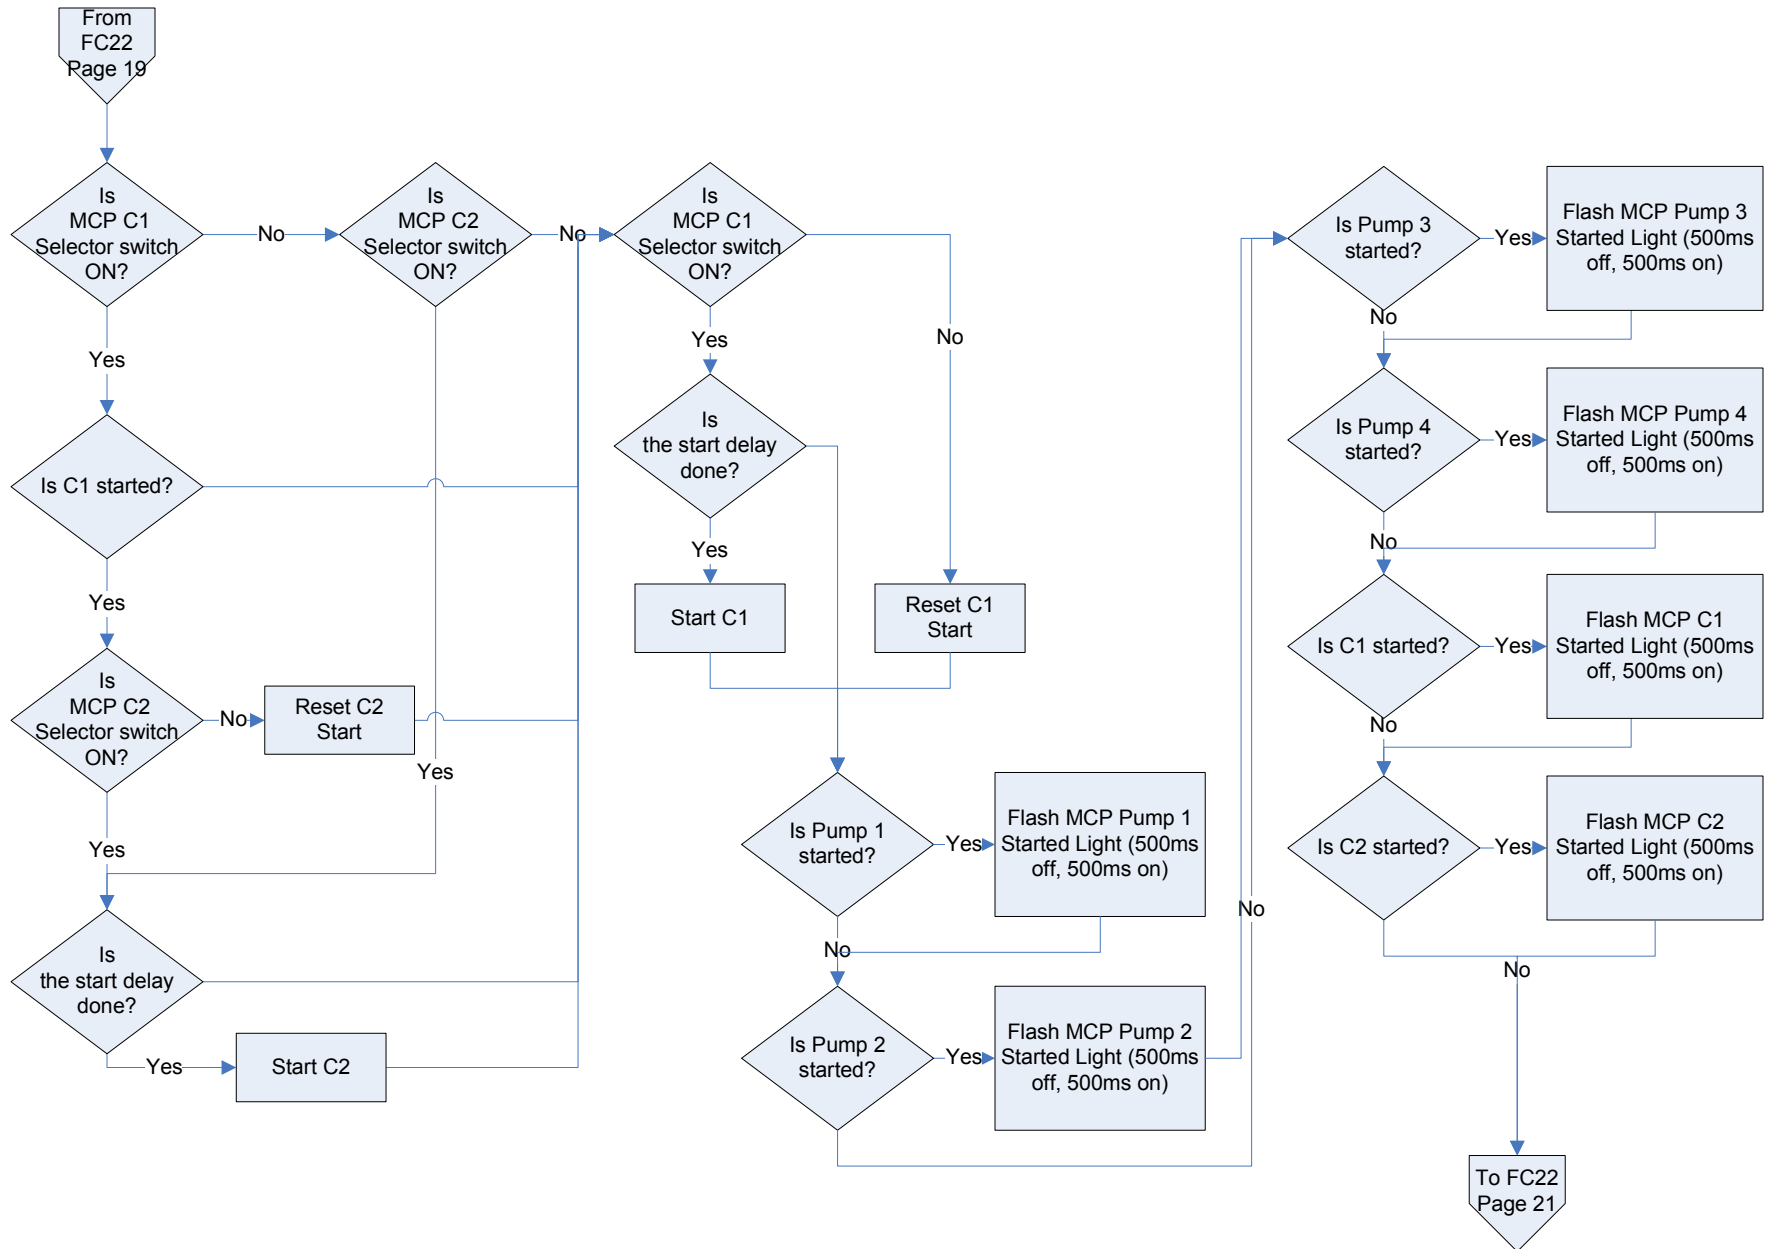 From
FC22
Page 19
Is
MCP C1
Selector switch
ON?
No
Is
MCP C2
Selector switch
ON?
No
Is
MCP C1
Selector switch
ON?
Yes
No
Yes
Is C1 started?
Yes
Is
MCP C2
Selector switch
ON?
No
Reset C2
Start
Yes
Yes
Is
the start delay
done?
Yes
Start C2
Is
the start delay
done?
Yes
Start C1
Reset C1
Start
Is Pump 1
started?
Yes
Flash MCP Pump 1
Started Light (500ms
off, 500ms on)
No
Is Pump 2
started?
Yes
Flash MCP Pump 2
Started Light (500ms
off, 500ms on)
No
Is Pump 3
started?
Yes
Flash MCP Pump 3
Started Light (500ms
off, 500ms on)
No
Is Pump 4
started?
Yes
Flash MCP Pump 4
Started Light (500ms
off, 500ms on)
No
Is C1 started?
Yes
Flash MCP C1
Started Light (500ms
off, 500ms on)
No
Is C2 started?
Yes
Flash MCP C2
Started Light (500ms
off, 500ms on)
No
To FC22
Page 21